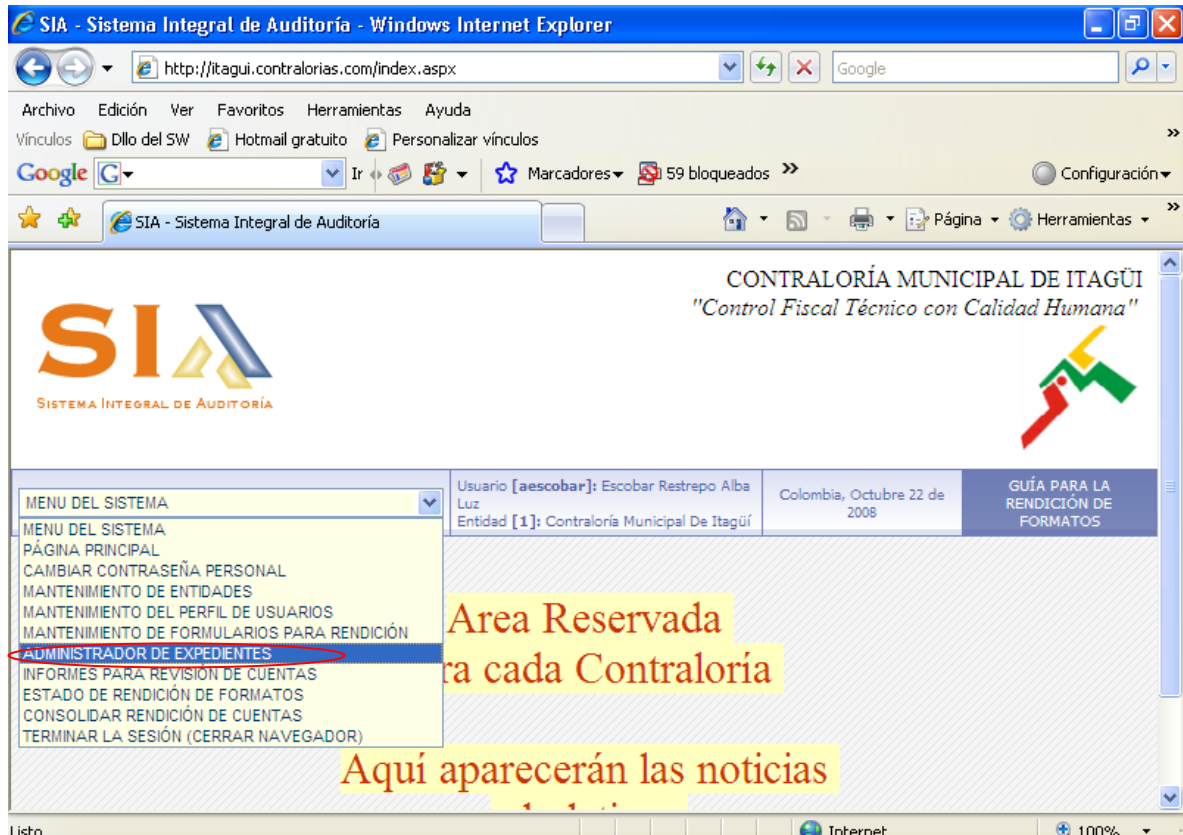 SIA - Sistema Integral de Auditoría - Windows Internet Explorer
http://itagui.contralorias.com/index.aspx
Google
Archivo Edición Ver Favoritos Herramientas Ayuda
Vínculos Dllo del SW Hotmail gratuito Personalizar vínculos »
Google G Ir Marcadores 59 bloqueados » Configuración
SIA - Sistema Integral de Auditoría Página Herramientas »
CONTRALORÍA MUNICIPAL DE ITAGÜI
"Control Fiscal Técnico con Calidad Humana"
SIA
SISTEMA INTEGRAL DE AUDITORÍA
MENU DEL SISTEMA
Usuario [aescobar]: Escobar Restrepo Alba
Luz
Entidad [1]: Contraloría Municipal De Itagüí
Colombia, Octubre 22 de
2008
GUÍA PARA LA
RENDICIÓN DE
FORMATOS
MENU DEL SISTEMA
PÁGINA PRINCIPAL
CAMBIAR CONTRASEÑA PERSONAL
MANTENIMIENTO DE ENTIDADES
MANTENIMIENTO DEL PERFIL DE USUARIOS
MANTENIMIENTO DE FORMULARIOS PARA RENDICIÓN
ADMINISTRADOR DE EXPEDIENTES
INFORMES PARA REVISIÓN DE CUENTAS
ESTADO DE RENDICIÓN DE FORMATOS
CONSOLIDAR RENDICIÓN DE CUENTAS
TERMINAR LA SESIÓN (CERRAR NAVEGADOR)
Area Reservada
ra cada Contraloría
Aquí aparecerán las noticias
Listo Internet 100%